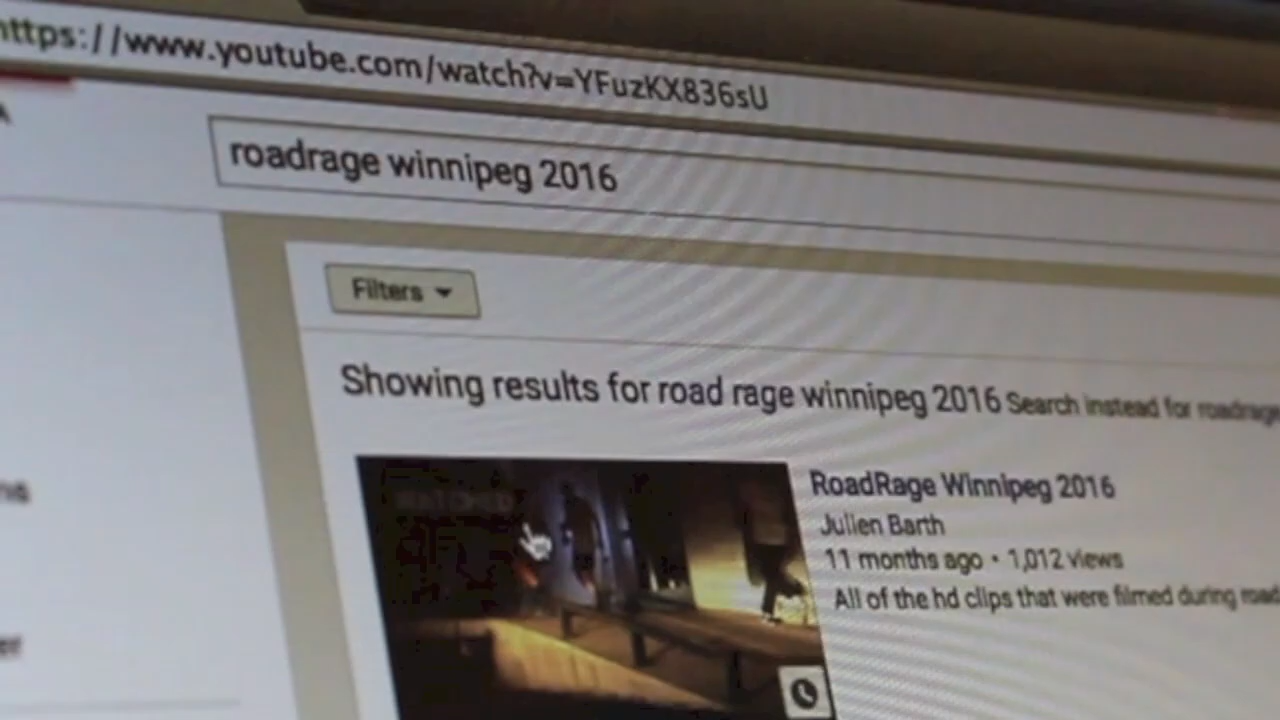 https://www.youtube.com/watch?v=YFuzKX836sU
roadrage winnipeg 2016
Filters
Showing results for road rage winnipeg 2016 Search instead for roadrage
RoadRage Winnipeg 2016
Julien Barth
11 months ago • 1,012 views
All of the hd clips that were filmed during road